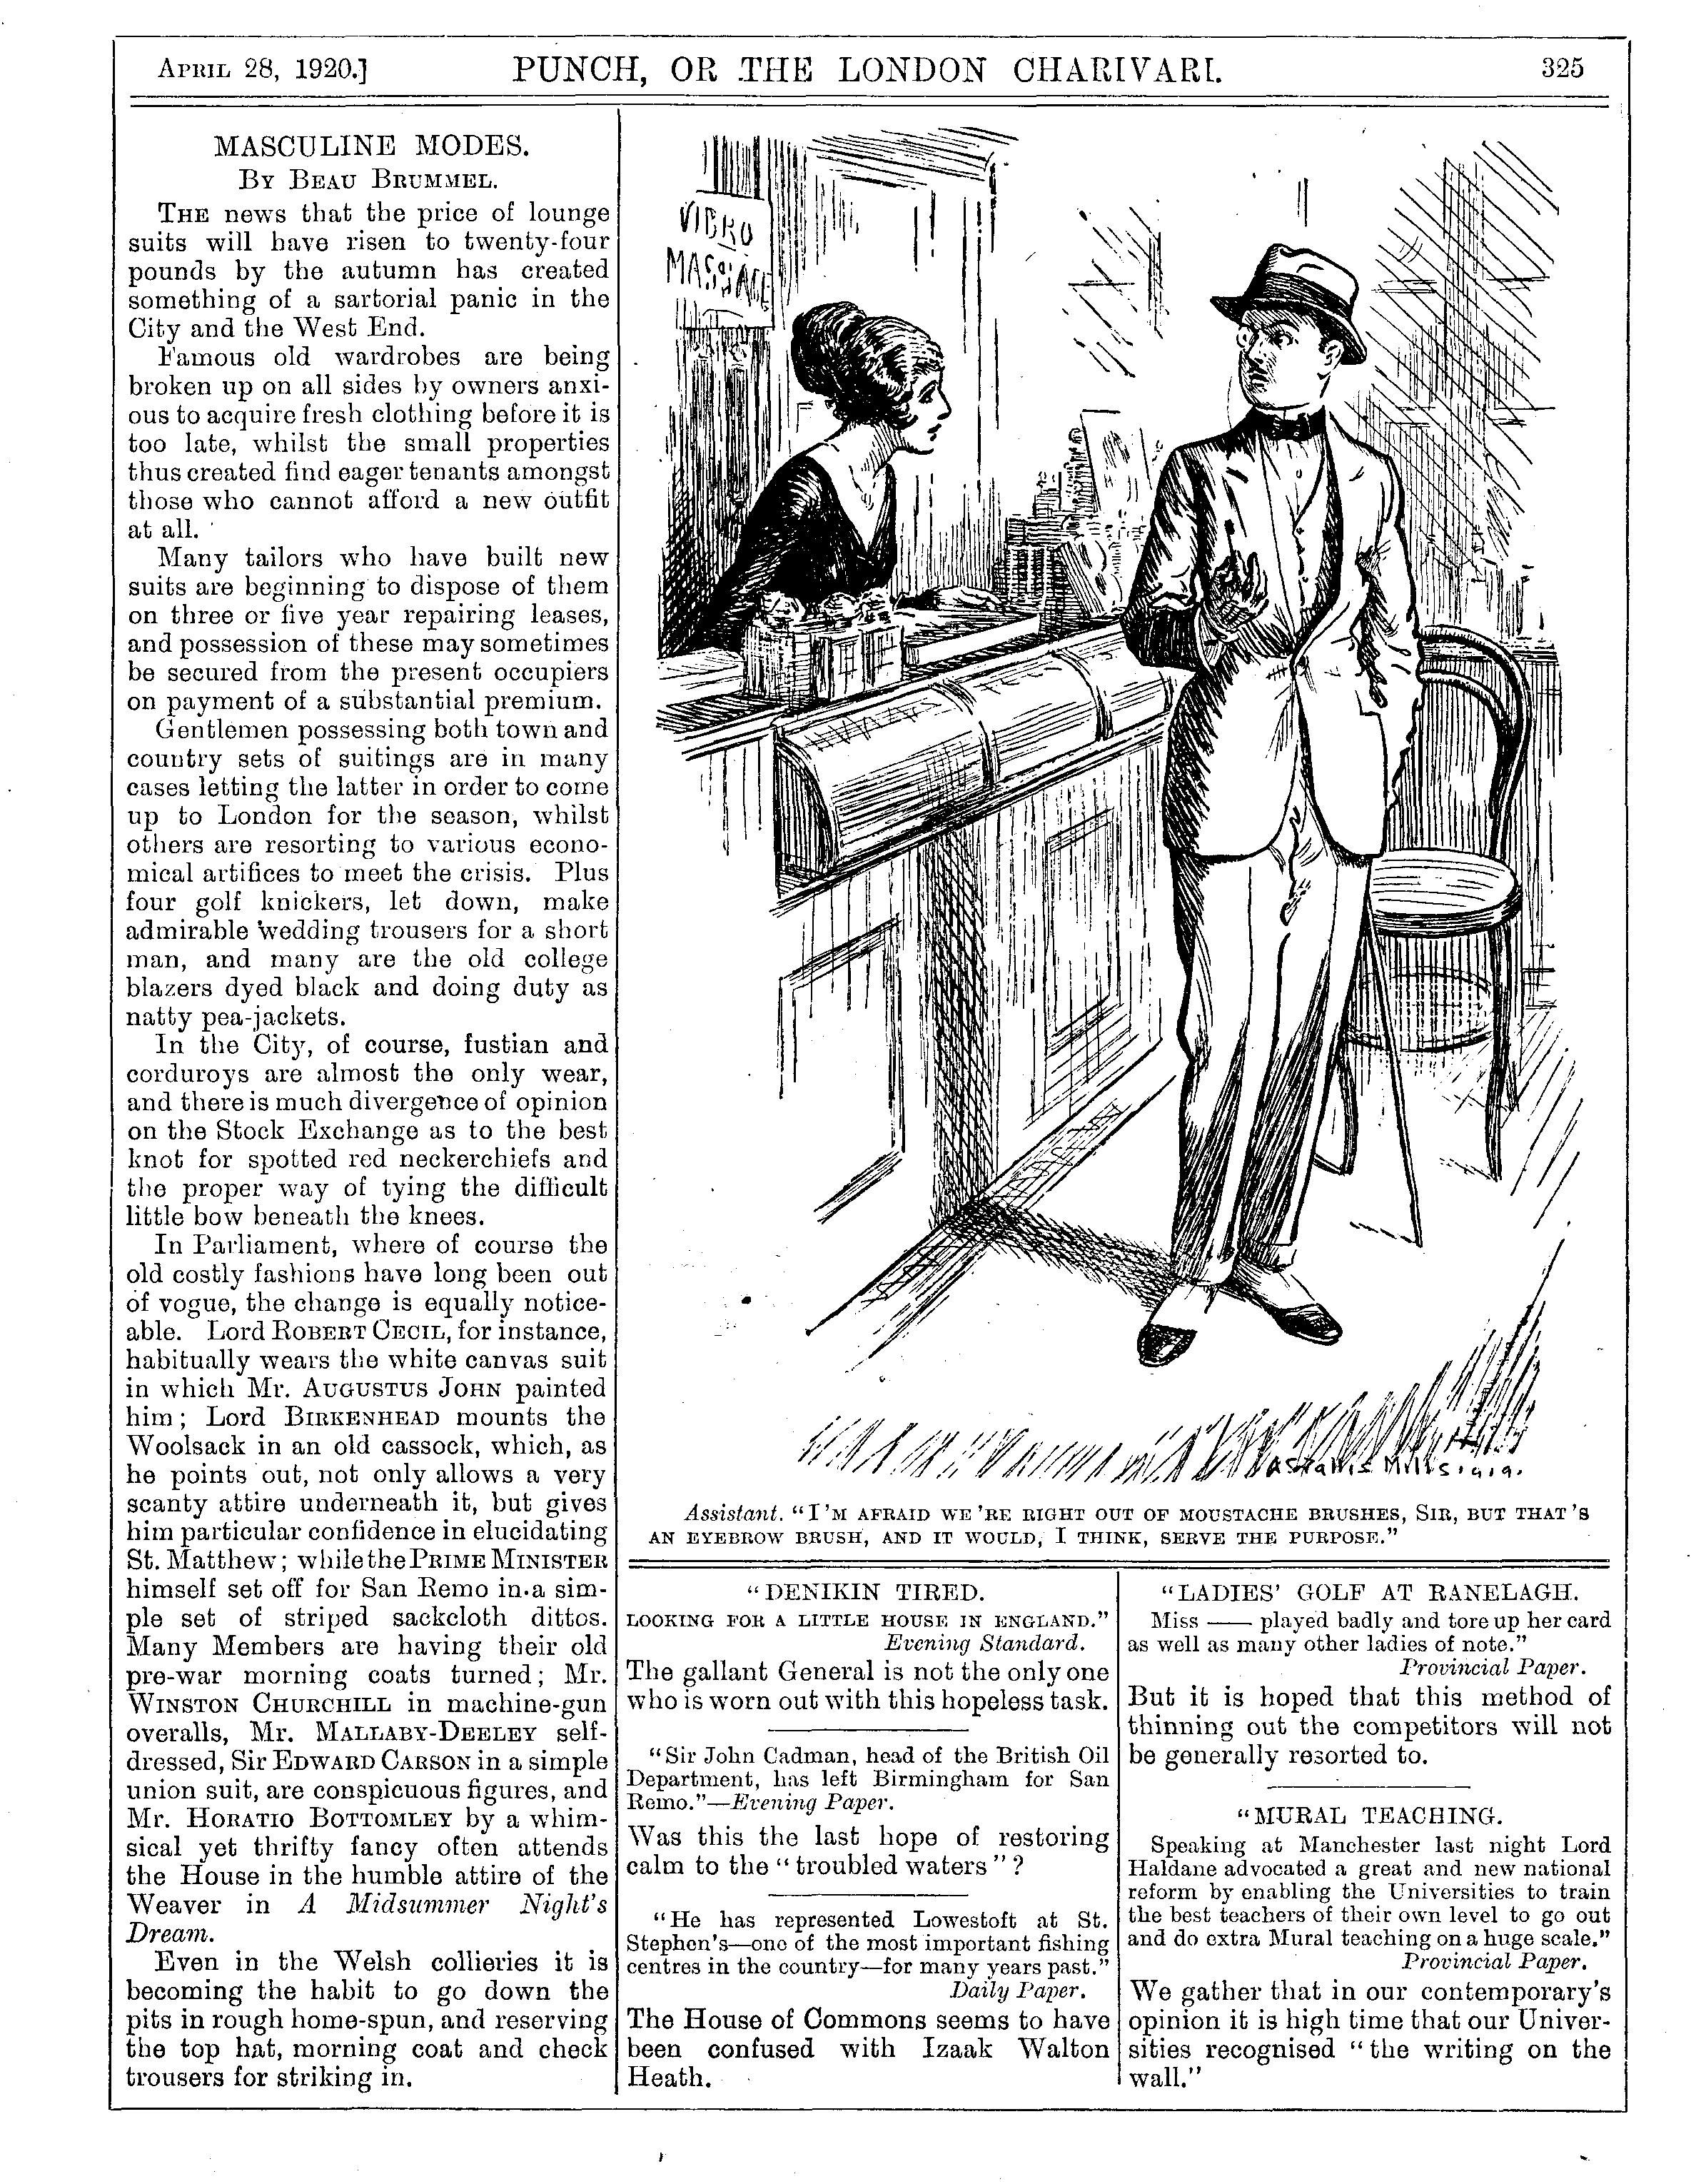 APRIL 28, 1920.]
PUNCH, OR THE LONDON CHARIVARI.
325
MASCULINE MODES.
BY BEAU BRUMMEL.
THE news that the price of lounge
suits will have risen to twenty-four
pounds by the autumn has created
something of a sartorial panic in the
City and the West End.
Famous old wardrobes are being
broken up on all sides by owners anxi-
ous to acquire fresh clothing before it is
too late, whilst the small properties
thus created find eager tenants amongst
those who cannot afford a new outfit
at all.
Many tailors who have built new
suits are beginning to dispose of them
on three or five year repairing leases,
and possession of these may sometimes
be secured from the present occupiers
on payment of a substantial premium.
Gentlemen possessing both town and
country sets of suitings are in many
cases letting the latter in order to come
up to London for the season, whilst
others are resorting to various econo-
mical artifices to meet the crisis. Plus
four golf knickers, let down, make
admirable wedding trousers for a short
man, and many are the old college
blazers dyed black and doing duty as
natty pea-jackets.
In the City, of course, fustian and
corduroys are almost the only wear,
and there is much divergence of opinion
on the Stock Exchange as to the best
knot for spotted red neckerchiefs and
the proper way of tying the difficult
little bow beneath the knees.
In Parliament, where of course the
old costly fashions have long been out
of vogue, the change is equally notice-
able. Lord ROBERT CECIL, for instance,
habitually wears the white canvas suit
in which Mr. AUGUSTUS JOHN painted
him; Lord BIRKENHEAD mounts the
Woolsack in an old cassock, which, as
he points out, not only allows a very
scanty attire underneath it, but gives
him particular confidence in elucidating
St. Matthew; while the PRIME MINISTER
himself set off for San Remo in a sim-
ple set of striped sackcloth dittos.
Many Members are having their old
pre-war morning coats turned; Mr.
WINSTON CHURCHILL in machine-gun
overalls, Mr. MALLABY-DEELEY self-
dressed, Sir EDWARD CARSON in a simple
union suit, are conspicuous figures, and
Mr. HORATIO BOTTOMLEY by a whim-
sical yet thrifty fancy often attends
the House in the humble attire of the
Weaver in A Midsummer Night's
Dream.
Even in the Welsh collieries it is
becoming the habit to go down the
pits in rough home-spun, and reserving
the top hat, morning coat and check
trousers for striking in.
VIBRO
MASSAGE
A S Wallis Mills. 1919.
Assistant. "I'M AFRAID WE'RE RIGHT OUT OF MOUSTACHE BRUSHES, SIR, BUT THAT'S
AN EYEBROW BRUSH, AND IT WOULD, I THINK, SERVE THE PURPOSE."
"DENIKIN TIRED.
LOOKING FOR A LITTLE HOUSE IN ENGLAND."
Evening Standard.
The gallant General is not the only one
who is worn out with this hopeless task.
"Sir John Cadman, head of the British Oil
Department, has left Birmingham for San
Remo."—Evening Paper.
Was this the last hope of restoring
calm to the "troubled waters"?
"He has represented Lowestoft at St.
Stephen's—one of the most important fishing
centres in the country—for many years past."
Daily Paper.
The House of Commons seems to have
been confused with Izaak Walton
Heath.
"LADIES' GOLF AT RANELAGH.
Miss —— played badly and tore up her card
as well as many other ladies of note."
Provincial Paper.
But it is hoped that this method of
thinning out the competitors will not
be generally resorted to.
"MURAL TEACHING.
Speaking at Manchester last night Lord
Haldane advocated a great and new national
reform by enabling the Universities to train
the best teachers of their own level to go out
and do extra Mural teaching on a huge scale."
Provincial Paper.
We gather that in our contemporary's
opinion it is high time that our Univer-
sities recognised "the writing on the
wall."